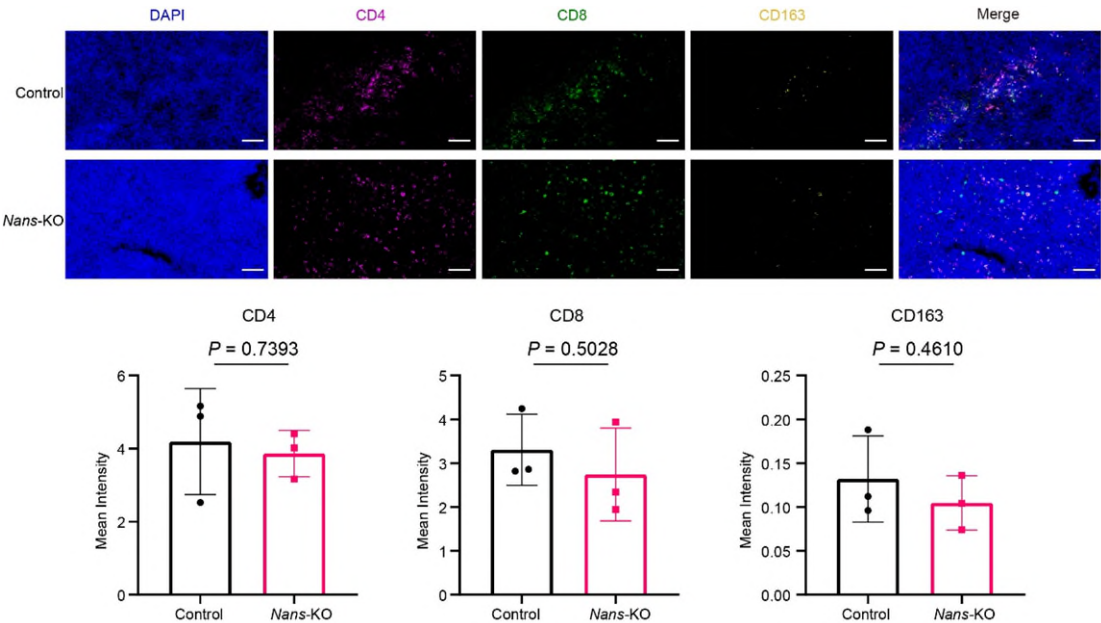 DAPI CD4 CD8 CD163 Merge
Control
Nans-KO
CD4 CD8 CD163
P = 0.7393 P = 0.5028 P = 0.4610
6 5 0.25
4 0.20
4 3 0.15
2 2 0.10
1 0.05
0 0 0.00
Mean Intensity Mean Intensity Mean Intensity
Control Nans-KO Control Nans-KO Control Nans-KO